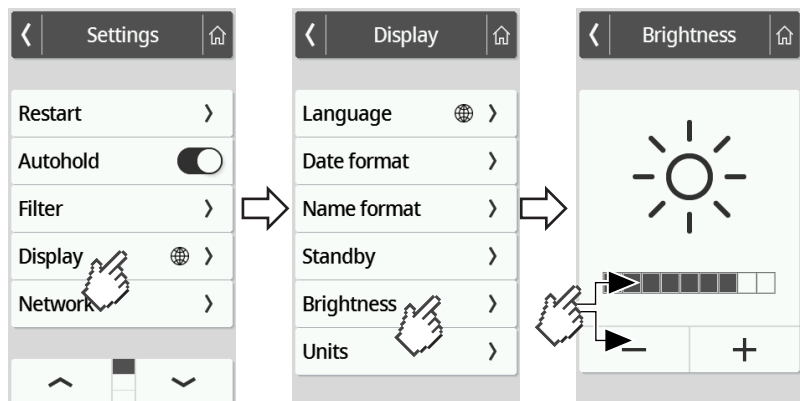 Settings
Restart
Autohold
Filter
Display
Network
Display
Language
Date format
Name format
Standby
Brightness
Units
Brightness